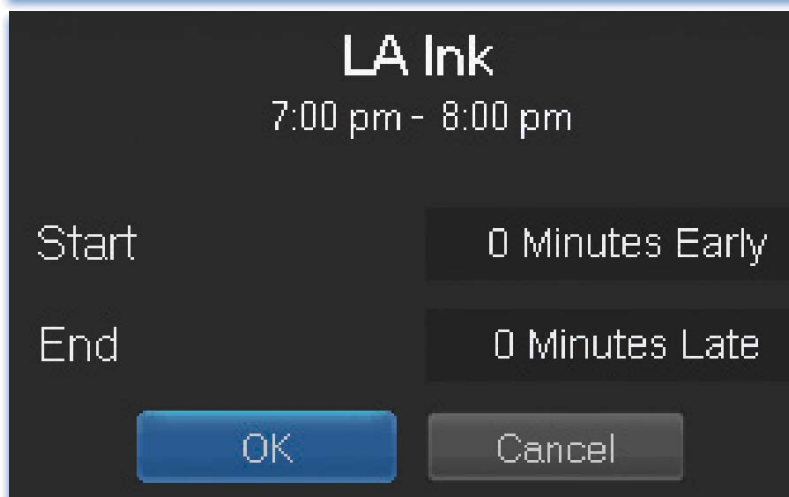 LA Ink
7:00 pm - 8:00 pm
Start 0 Minutes Early
End 0 Minutes Late
OK Cancel